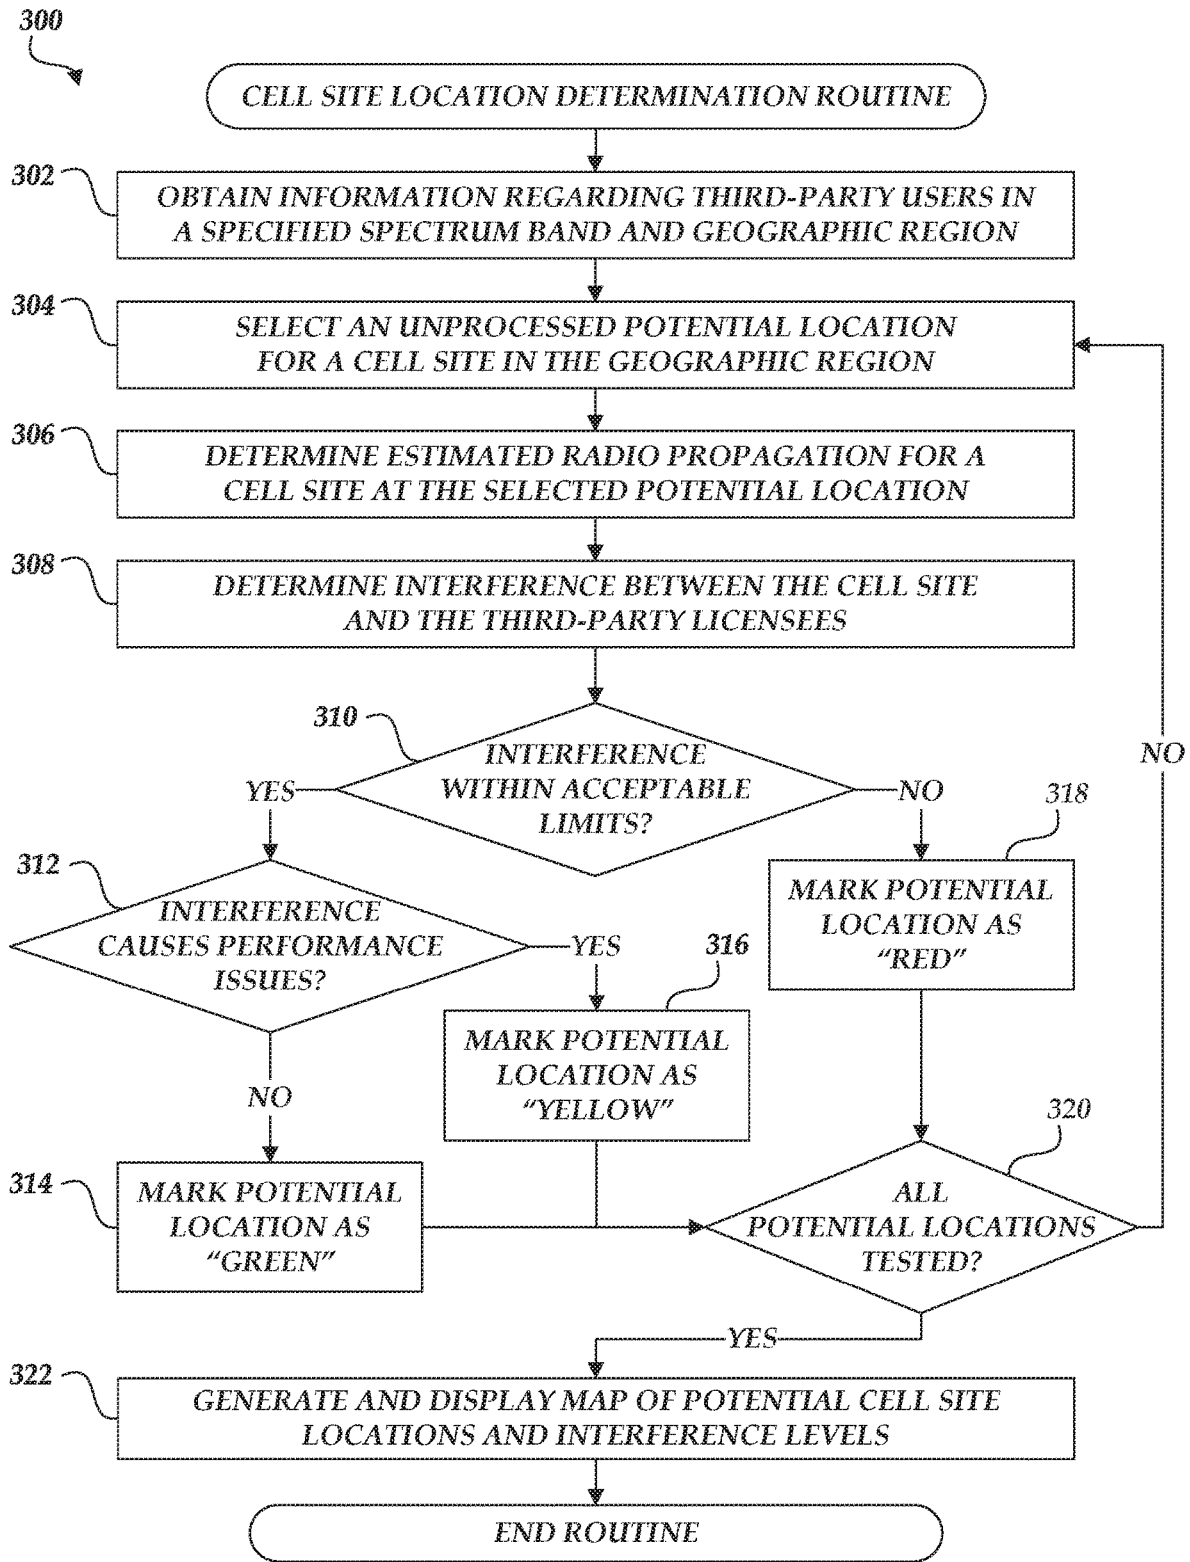 300
CELL SITE LOCATION DETERMINATION ROUTINE
302
OBTAIN INFORMATION REGARDING THIRD-PARTY USERS IN
A SPECIFIED SPECTRUM BAND AND GEOGRAPHIC REGION
304
SELECT AN UNPROCESSED POTENTIAL LOCATION
FOR A CELL SITE IN THE GEOGRAPHIC REGION
306
DETERMINE ESTIMATED RADIO PROPAGATION FOR A
CELL SITE AT THE SELECTED POTENTIAL LOCATION
308
DETERMINE INTERFERENCE BETWEEN THE CELL SITE
AND THE THIRD-PARTY LICENSEES
310
INTERFERENCE
WITHIN ACCEPTABLE
LIMITS?
YES
NO
NO
312
INTERFERENCE
CAUSES PERFORMANCE
ISSUES?
YES
NO
318
MARK POTENTIAL
LOCATION AS
“RED”
316
MARK POTENTIAL
LOCATION AS
“YELLOW”
314
MARK POTENTIAL
LOCATION AS
“GREEN”
320
ALL
POTENTIAL LOCATIONS
TESTED?
YES
322
GENERATE AND DISPLAY MAP OF POTENTIAL CELL SITE
LOCATIONS AND INTERFERENCE LEVELS
END ROUTINE